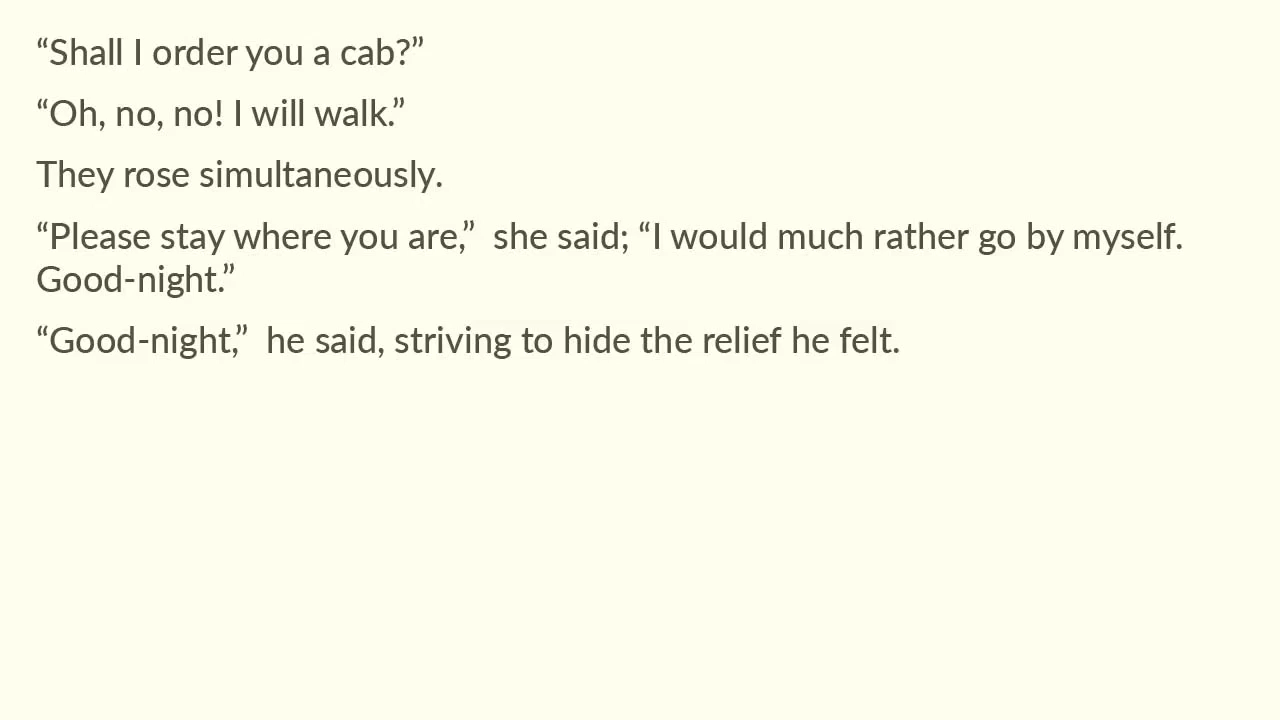 “Shall I order you a cab?”
“Oh, no, no! I will walk.”
They rose simultaneously.
“Please stay where you are,”  she said; “I would much rather go by myself.
Good-night.”
“Good-night,”  he said, striving to hide the relief he felt.